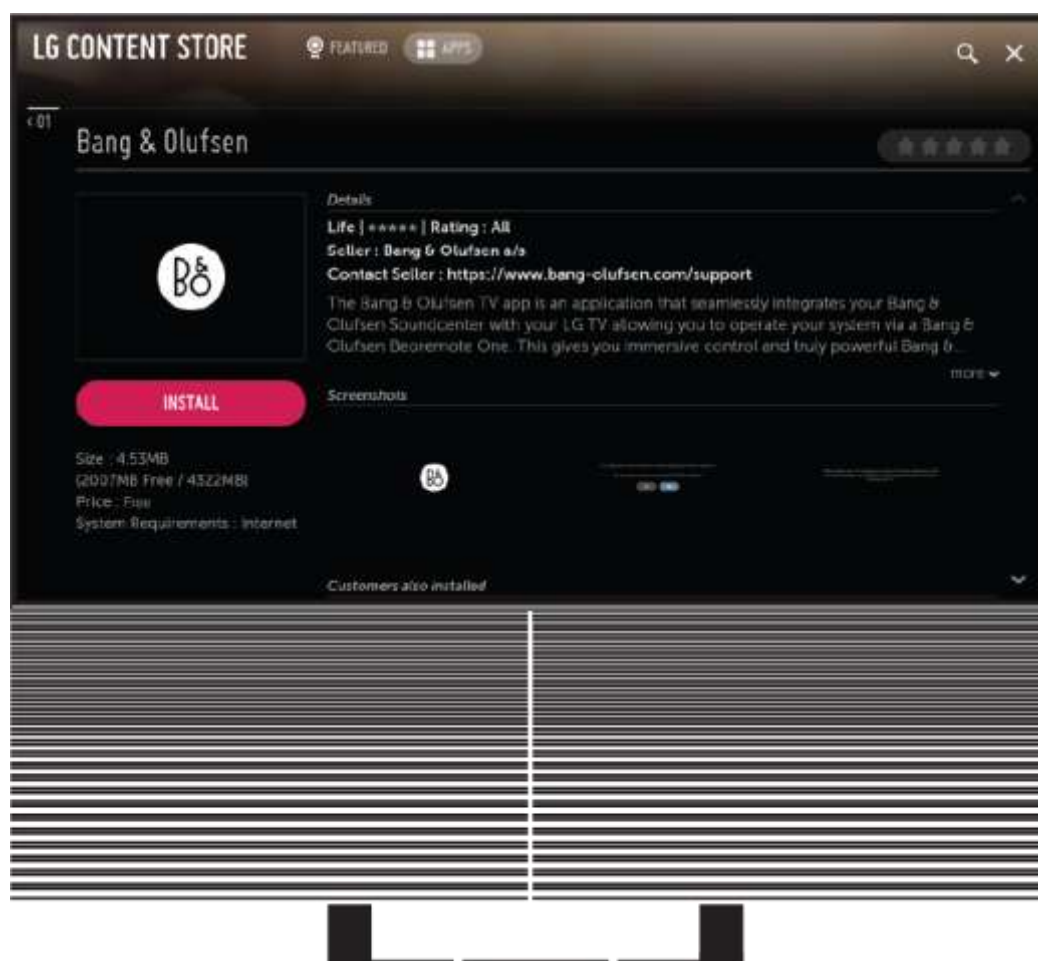 LG CONTENT STORE
FEATURED
APPS
< 01
Bang & Olufsen
Details
Life | ***** | Rating : All
Seller : Bang & Olufsen a/s
Contact Seller : https://www.bang-olufsen.com/support
The Bang & Olufsen TV app is an application that seamlessly integrates your Bang &
Olufsen Soundcenter with your LG TV allowing you to operate your system via a Bang &
Olufsen Beoremote One. This gives you immersive control and truly powerful Bang &...
more
B&O
INSTALL
Size : 4.53MB
(2007MB Free / 4322MB)
Price : Free
System Requirements : Internet
Screenshots
B&O
Customers also installed